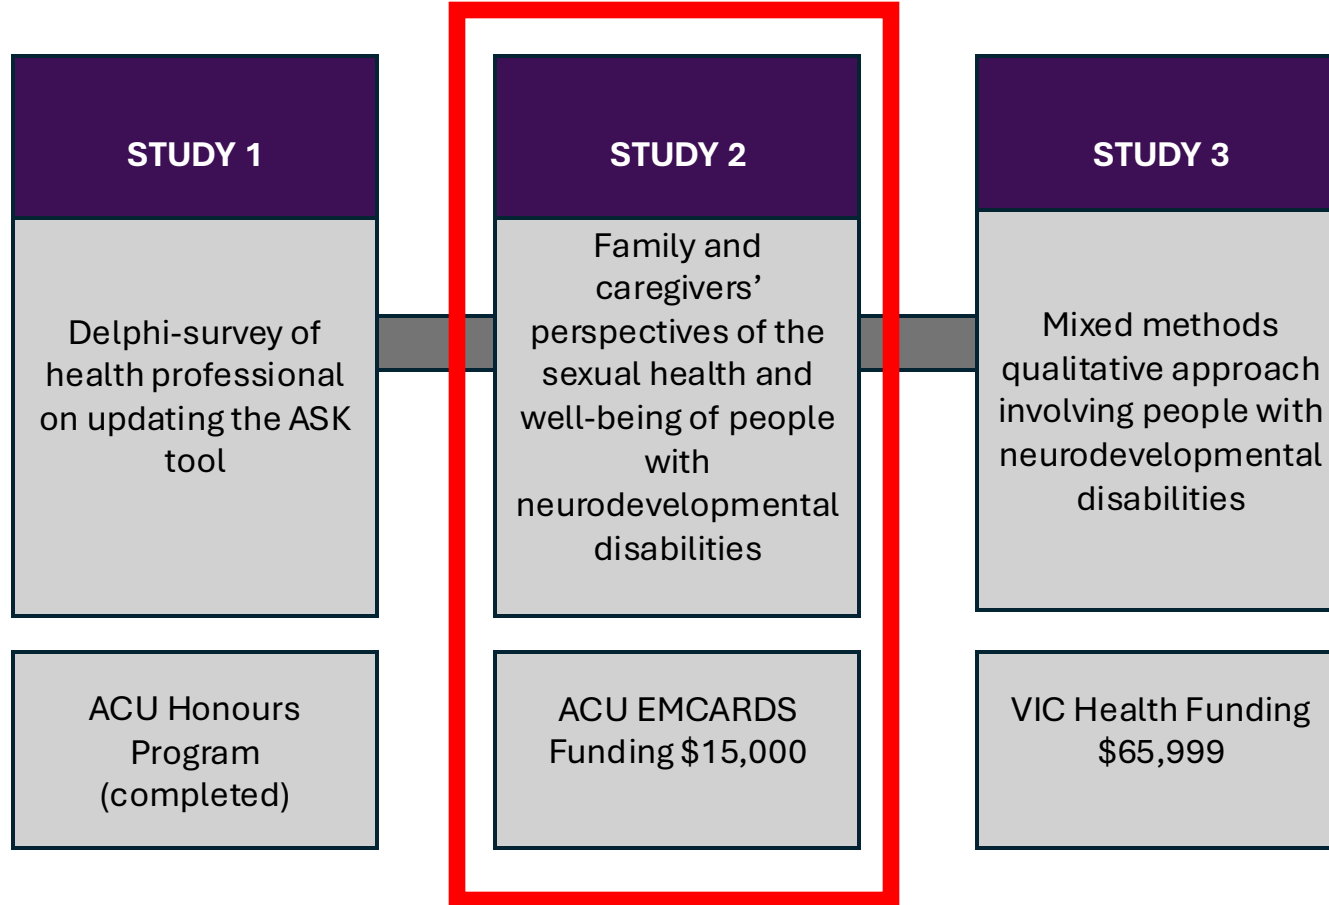 STUDY 1
Delphi-survey of
health professional
on updating the ASK
tool
ACU Honours
Program
(completed)
STUDY 2
Family and
caregivers’
perspectives of the
sexual health and
well-being of people
with
neurodevelopmental
disabilities
ACU EMCARDS
Funding $15,000
STUDY 3
Mixed methods
qualitative approach
involving people with
neurodevelopmental
disabilities
VIC Health Funding
$65,999